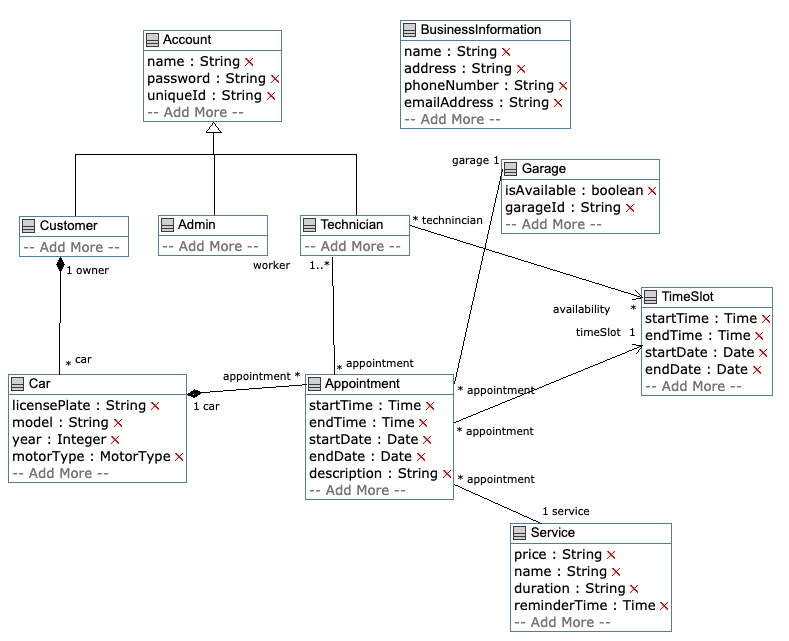 Account
name : String ×
password : String ×
uniqueId : String ×
-- Add More --
BusinessInformation
name : String ×
address : String ×
phoneNumber : String ×
emailAddress : String ×
-- Add More --
garage 1
Garage
isAvailable : boolean ×
garageId : String ×
-- Add More --
Customer
-- Add More --
Admin
-- Add More --
Technician
-- Add More --
* technincian
1 owner
worker 1..*
TimeSlot
startTime : Time ×
endTime : Time ×
startDate : Date ×
endDate : Date ×
-- Add More --
availability *
timeSlot 1
* car
* appointment
appointment *
1 car
Car
licensePlate : String ×
model : String ×
year : Integer ×
motorType : MotorType ×
-- Add More --
Appointment
startTime : Time ×
endTime : Time ×
startDate : Date ×
endDate : Date ×
description : String ×
-- Add More --
* appointment
* appointment
* appointment
1 service
Service
price : String ×
name : String ×
duration : String ×
reminderTime : Time ×
-- Add More --